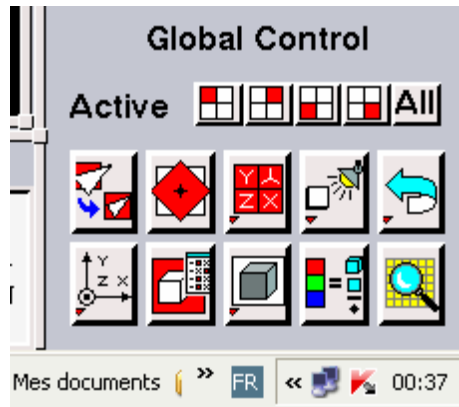 Global Control
Active All
Y
Z X
Y
Z X
Mes documents » FR « 00:37